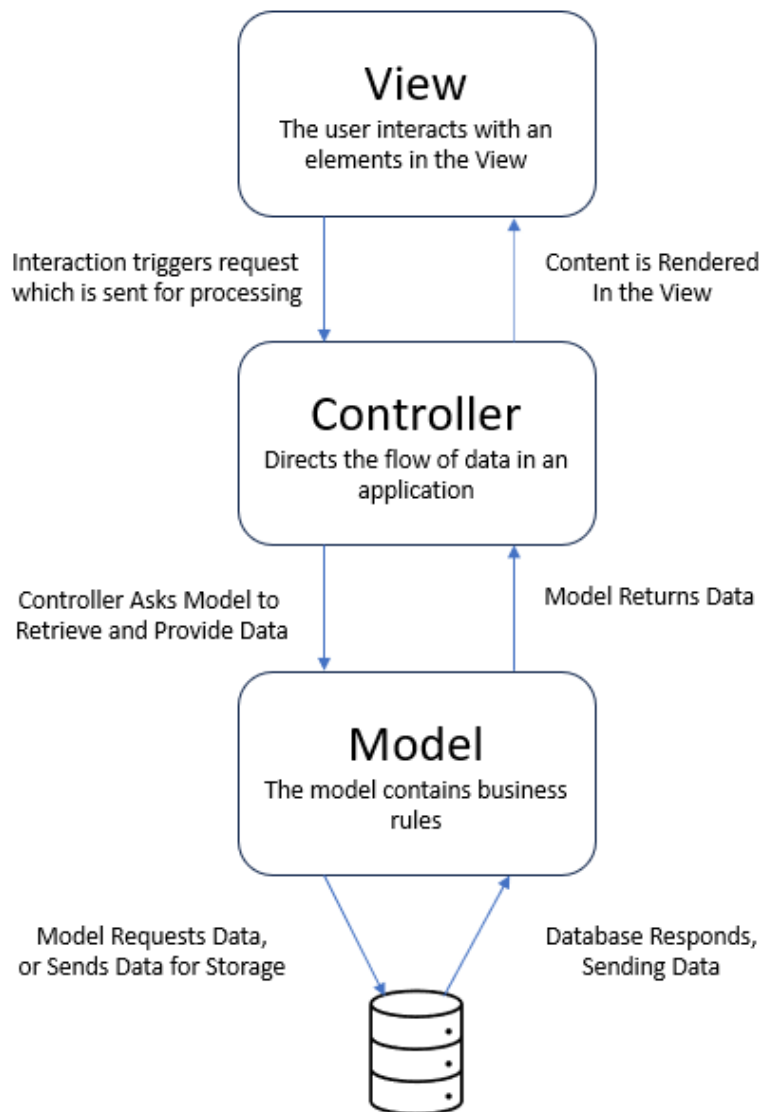 View
The user interacts with an
elements in the View
Interaction triggers request
which is sent for processing
Content is Rendered
In the View
Controller
Directs the flow of data in an
application
Controller Asks Model to
Retrieve and Provide Data
Model Returns Data
Model
The model contains business
rules
Model Requests Data,
or Sends Data for Storage
Database Responds,
Sending Data